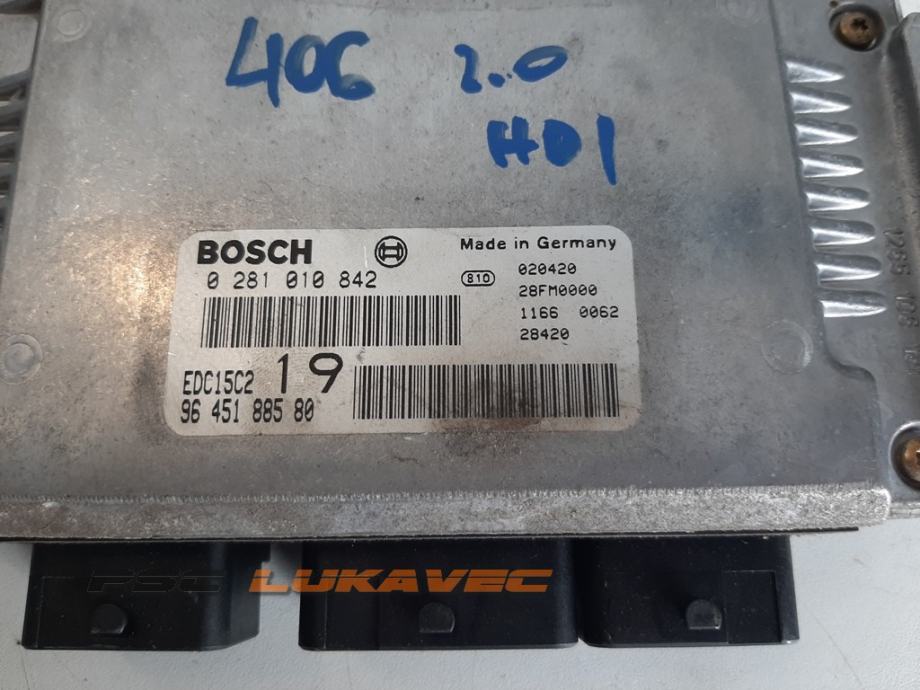 406 2.0
HDI
BOSCH
0 281 010 842
Made in Germany
810
020420
28FM0000
1166 0062
28420
EDC15C2 19
96 451 885 80
PSC LUKAVEC